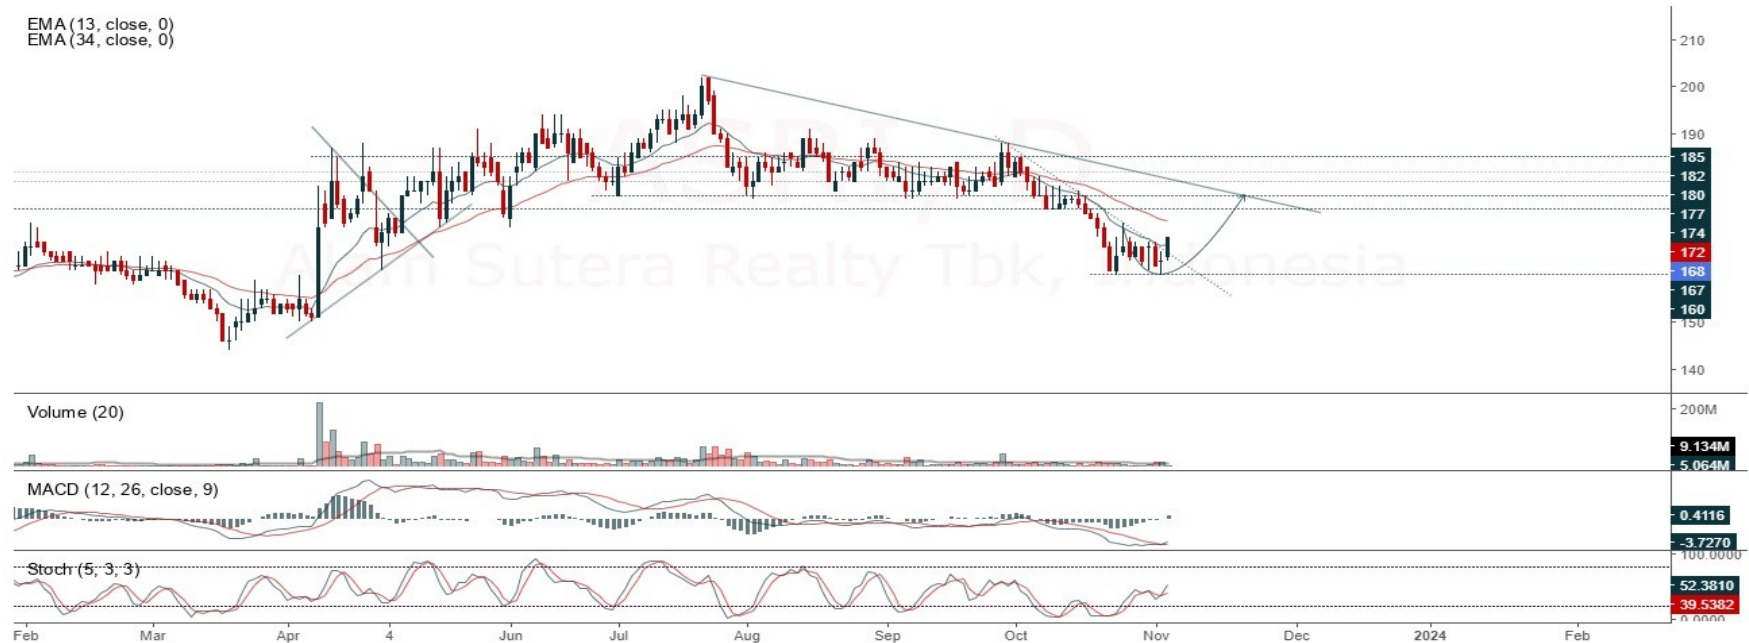 EMA (13, close, 0)
EMA (34, close, 0)
ASRI, D
Alam Sutera Realty Tbk, Indonesia
210
200
190
185
182
180
177
174
172
168
167
160
150
140
Volume (20)
200M
9.134M
5.064M
MACD (12, 26, close, 9)
0.4116
-3.7270
Stoch (5, 3, 3)
100.0000
52.3810
39.5382
0.0000
Feb Mar Apr 4 Jun Jul Aug Sep Oct Nov Dec 2024 Feb